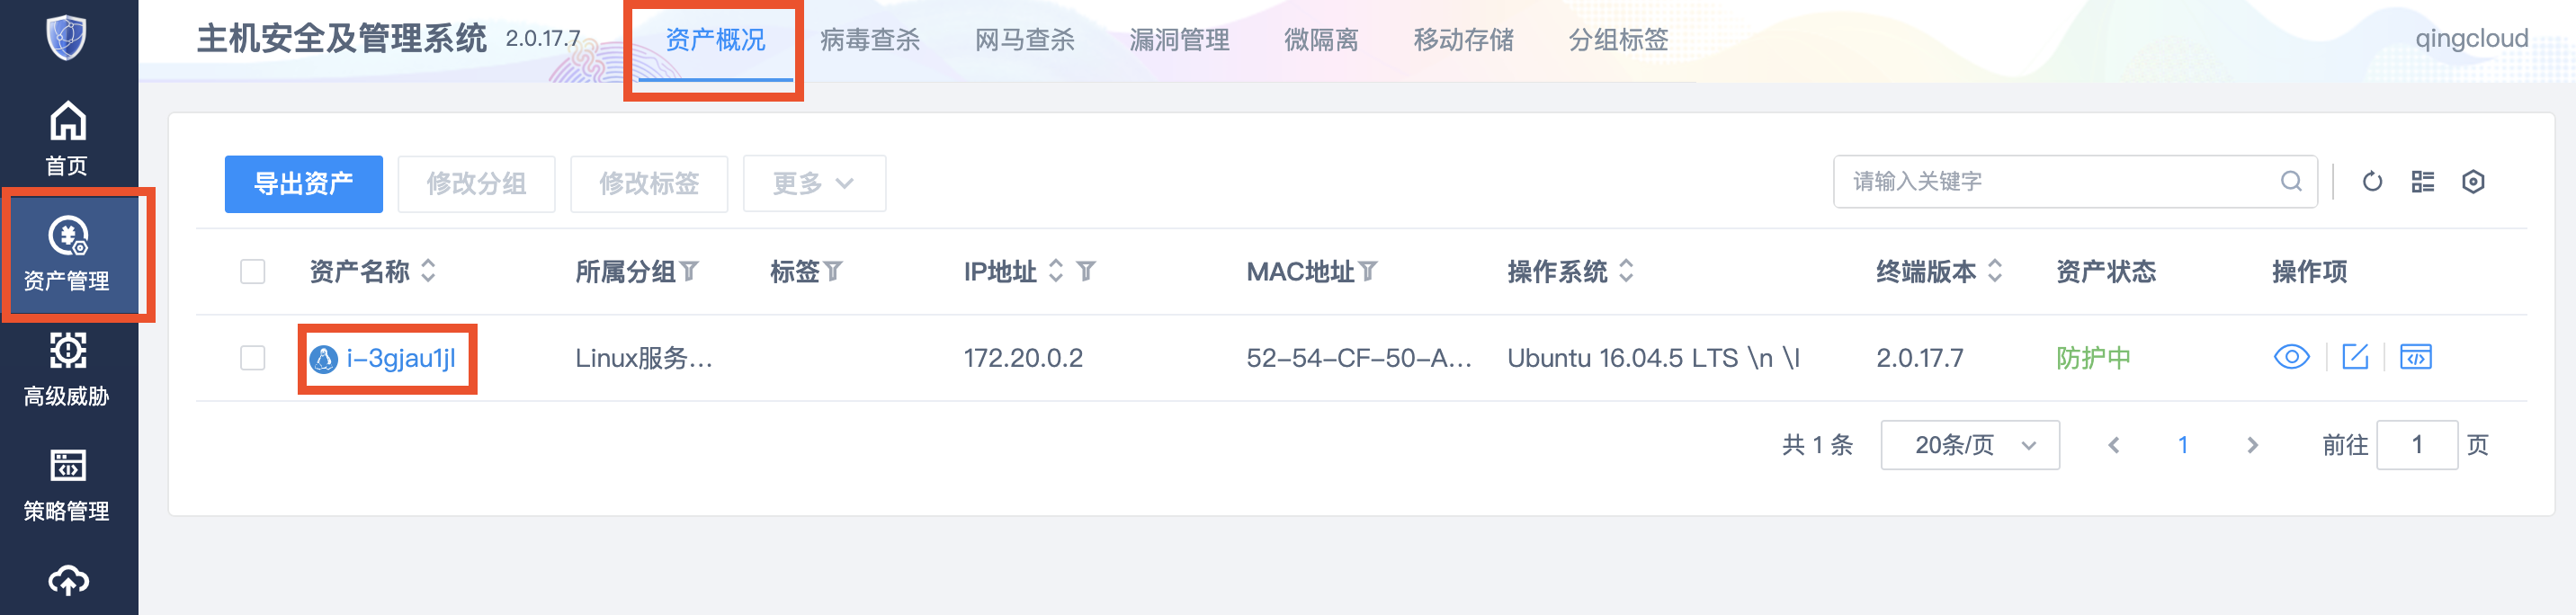 主机安全及管理系统 2.0.17.7 资产概况 病毒查杀 网马查杀 漏洞管理 微隔离 移动存储 分组标签 qingcloud
首页
资产管理
高级威胁
策略管理
导出资产 修改分组 修改标签 更多 请输入关键字
资产名称 所属分组 标签 IP地址 MAC地址 操作系统 终端版本 资产状态 操作项
i-3gjau1jl Linux服务... 172.20.0.2 52-54-CF-50-A... Ubuntu 16.04.5 LTS \n \l 2.0.17.7 防护中
共 1 条 20条/页 1 前往 1 页